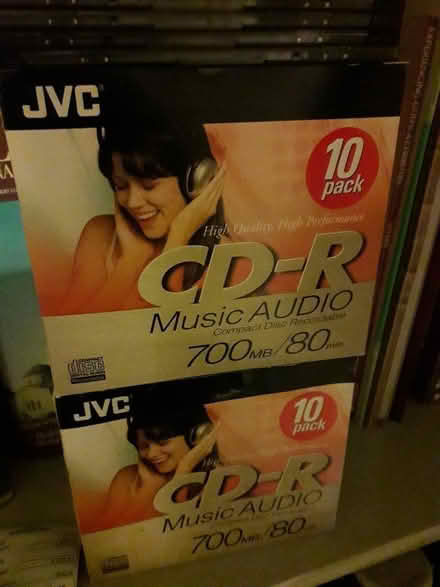 JVC
10
pack
High Quality, High Performance
CD-R
Music AUDIO
Compact Disc Recordable
700MB/80min
JVC
10
pack
CD-R
Music AUDIO
700MB/80